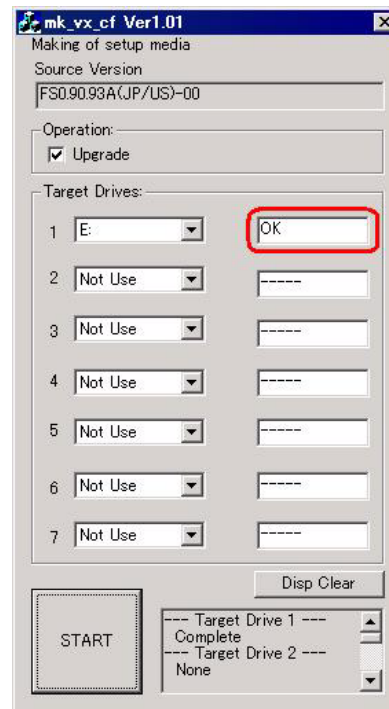 mk_vx_cf Ver1.01
Making of setup media
Source Version
FS0.90.93A(JP/US)-00
Operation:
Upgrade
Target Drives:
1 E: OK
2 Not Use -----
3 Not Use -----
4 Not Use -----
5 Not Use -----
6 Not Use -----
7 Not Use -----
Disp Clear
START
--- Target Drive 1 ---
Complete
--- Target Drive 2 ---
None